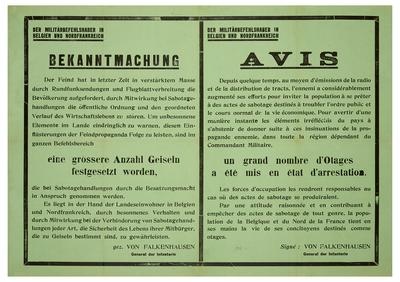 DER MILITÄRBEFEHLSHABER IN
BELGIEN UND NORDFRANKREICH
BEKANNTMACHUNG
Der Feind hat in letzter Zeit in verstärktem Masse
durch Rundfunksendungen und Flugblattverbreitung die
Bevölkerung aufgefordert, durch Mitwirkung bei Sabotage-
handlungen die öffentliche Ordnung und den geordneten
Verlauf des Wirtschaftslebens zu stören. Um unbesonnene
Elemente im Lande eindringlich zu warnen, diesen Ein-
flüsterungen der Feindpropaganda Folge zu leisten, sind im
ganzen Befehlsbereich
eine grossere Anzahl Geiseln
festgesetzt worden,
die bei Sabotagehandlungen durch die Besatzungsmacht
in Anspruch genommen werden.
Es liegt in der Hand der Landeseinwohner in Belgien
und Nordfrankreich, durch besonnenes Verhalten und
durch Mitwirkung bei der Verhinderung von Sabotagehand-
lungen jeder Art, die Sicherheit des Lebens ihrer Mitbürger,
die zu Geiseln bestimmt sind, zu gewährleisten.
gez. VON FALKENHAUSEN
General der Infanterie
DER MILITÄRBEFEHLSHABER IN
BELGIEN UND NORDFRANKREICH
AVIS
Depuis quelque temps, au moyen d'émissions de la radio
et de la distribution de tracts, l'ennemi a considérablement
augmenté ses efforts pour inviter la population à se prêter
à des actes de sabotage destinés à troubler l'ordre public et
le cours normal de la vie économique. Pour avertir d'une
manière instante les éléments irréfléchis du pays à
s'abstenir de donner suite à ces insinuations de la pro-
pagande ennemie, dans toute la région dépendant du
Commandant Militaire,
un grand nombre d'Otages
a été mis en état d'arrestation.
Les forces d'occupation les rendront responsables au
cas où des actes de sabotage se produiraient.
Par une attitude raisonnée et en contribuant à
empêcher des actes de sabotage de tout genre, la popu-
lation de la Belgique et du Nord de la France tient en
ses mains la vie de ses concitoyens destinés comme
otages.
Signé : VON FALKENHAUSEN
General der Infanterie